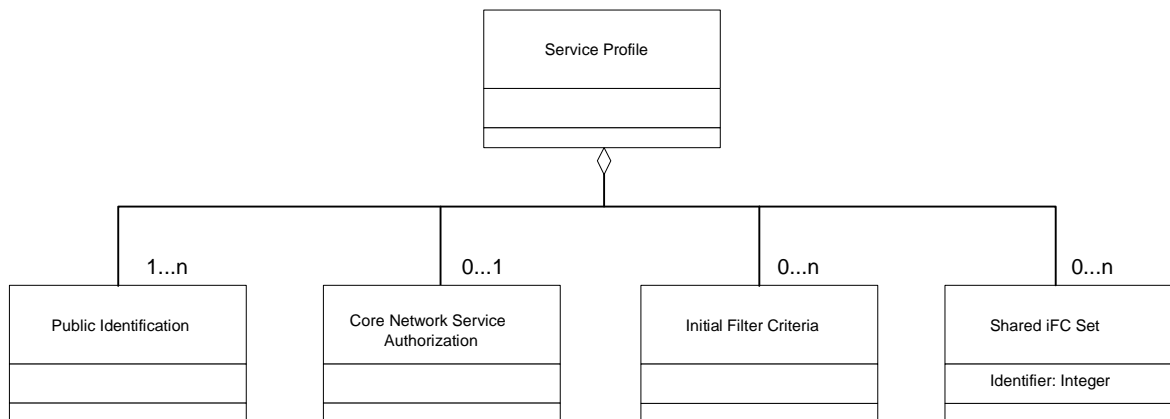 Service Profile
1...n
0...1
0...n
0...n
Public Identification
Core Network Service
Authorization
Initial Filter Criteria
Shared iFC Set
Identifier: Integer